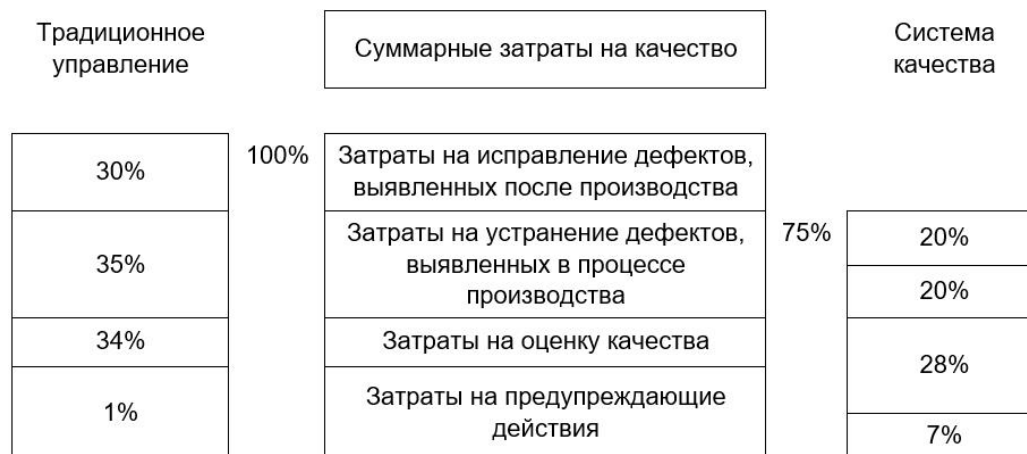 Традиционное
управление
Суммарные затраты на качество
Система
качества
30%
100%
Затраты на исправление дефектов,
выявленных после производства
35%
Затраты на устранение дефектов,
выявленных в процессе
производства
75%
20%
20%
34%
Затраты на оценку качества
28%
1%
Затраты на предупреждающие
действия
7%